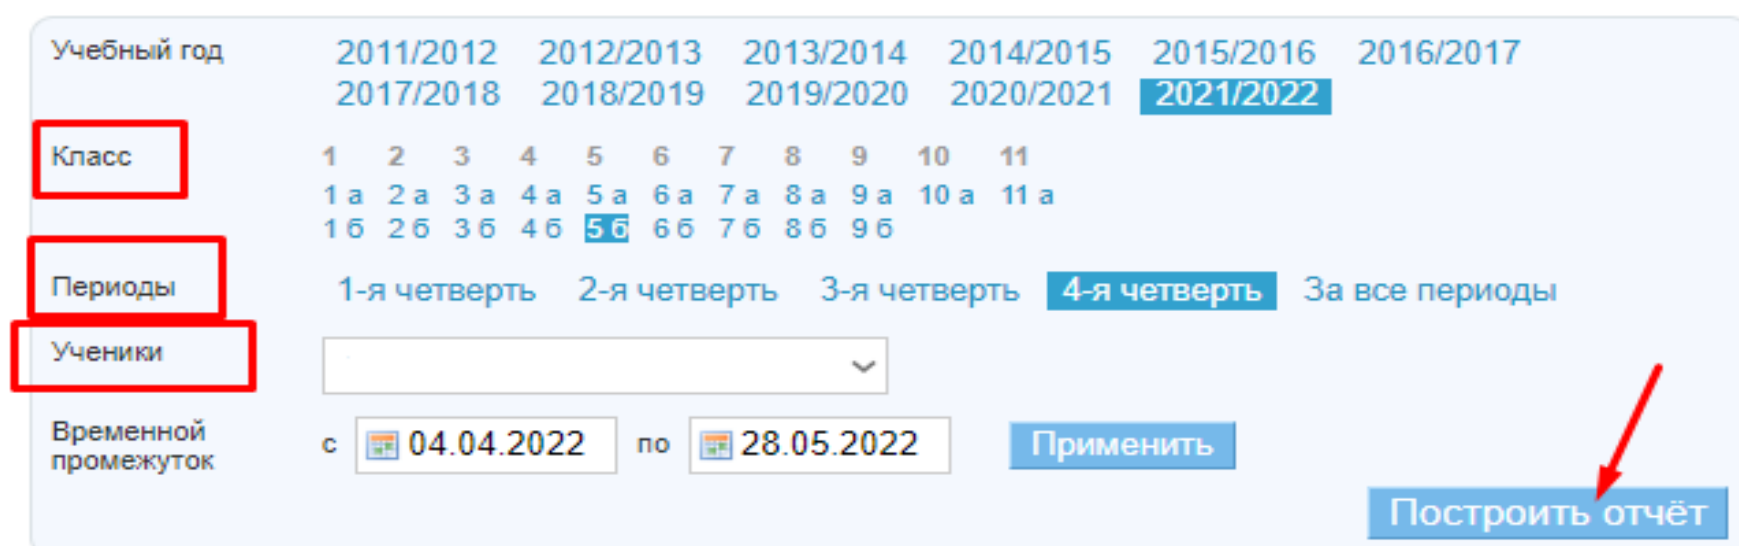 Учебный год 2011/2012 2012/2013 2013/2014 2014/2015 2015/2016 2016/2017
2017/2018 2018/2019 2019/2020 2020/2021 2021/2022
Класс 1 2 3 4 5 6 7 8 9 10 11
1 а 2 а 3 а 4 а 5 а 6 а 7 а 8 а 9 а 10 а 11 а
1 б 2 б 3 б 4 б 5 б 6 б 7 б 8 б 9 б
Периоды 1-я четверть 2-я четверть 3-я четверть 4-я четверть За все периоды
Ученики
Временной
промежуток с 04.04.2022 по 28.05.2022 Применить
Построить отчёт